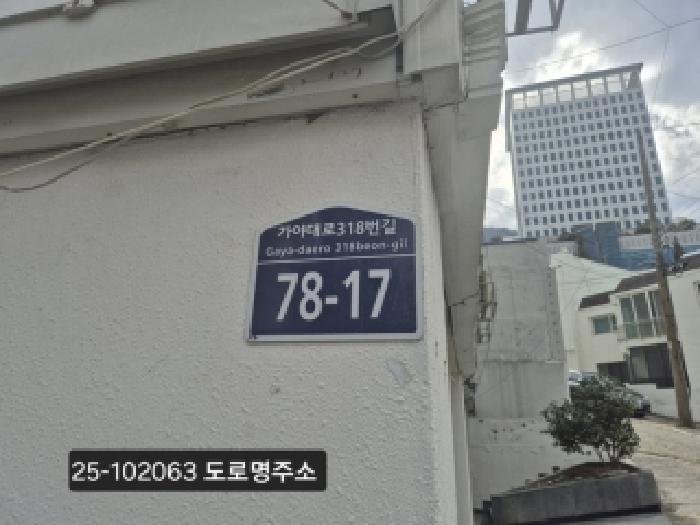 가야대로318번길
Gaya-daero 318beon-gil
78-17
25-102063 도로명주소